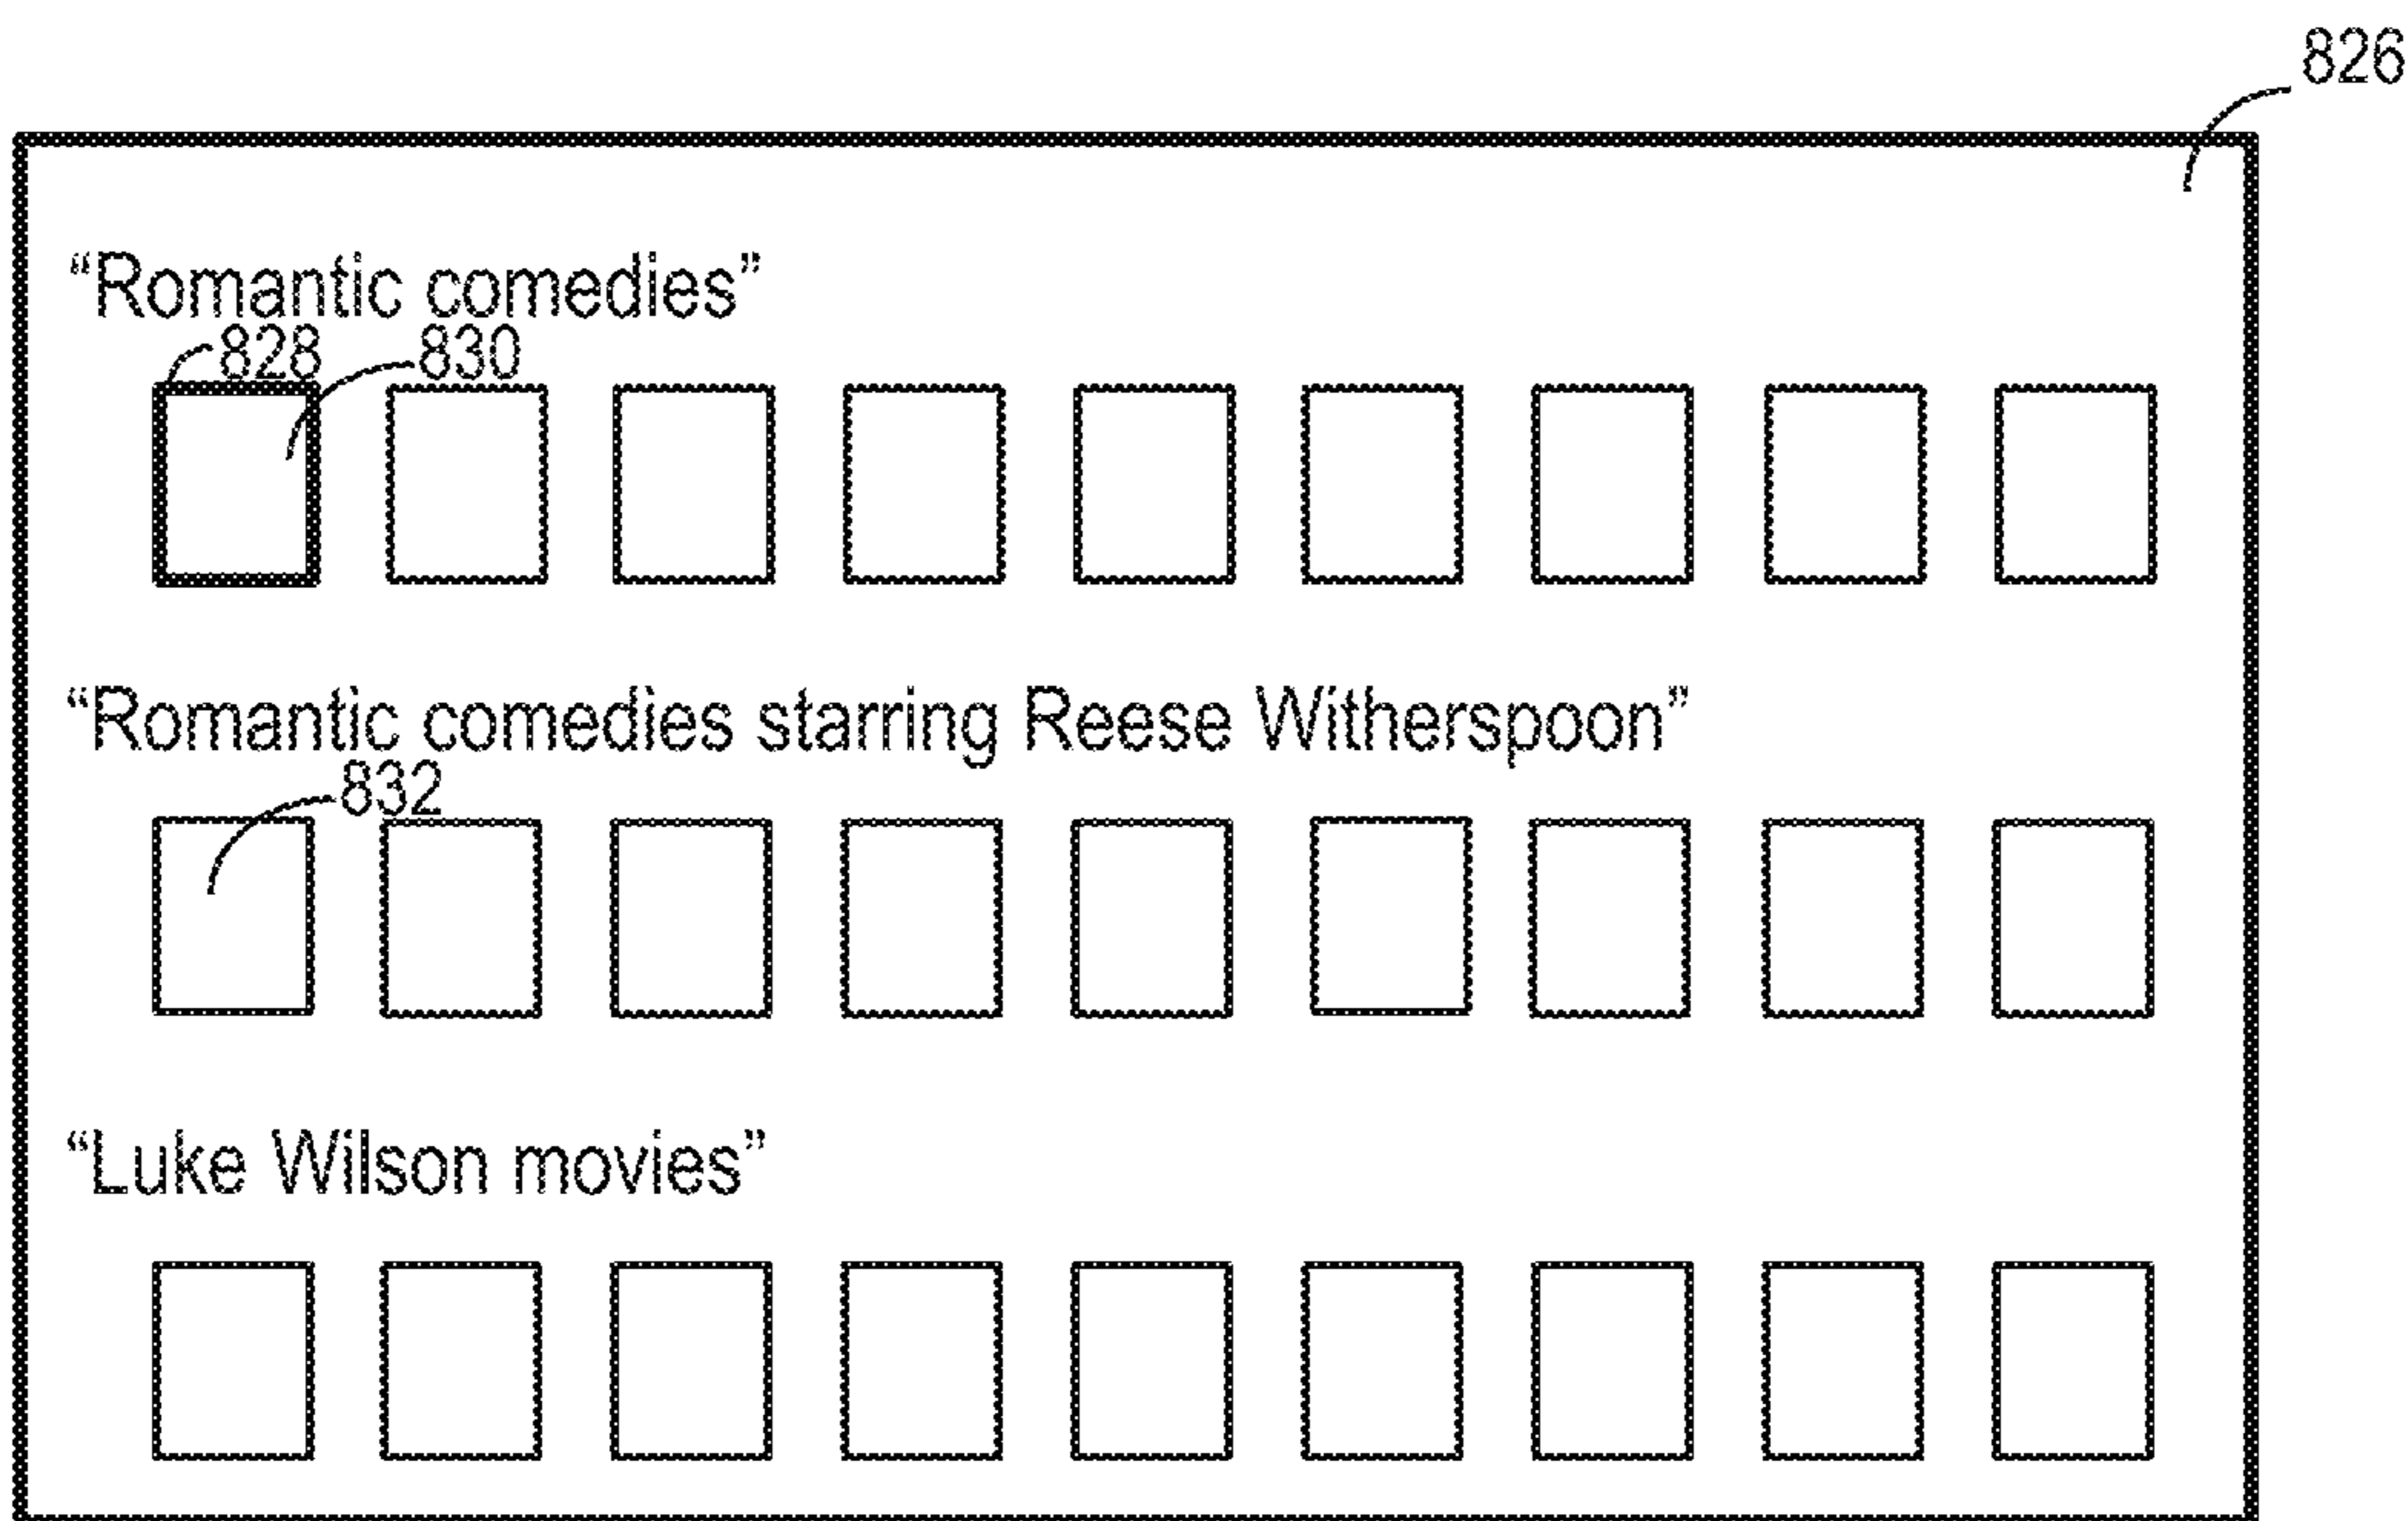 826
“Romantic comedies”
828 830
“Romantic comedies starring Reese Witherspoon”
832
“Luke Wilson movies”